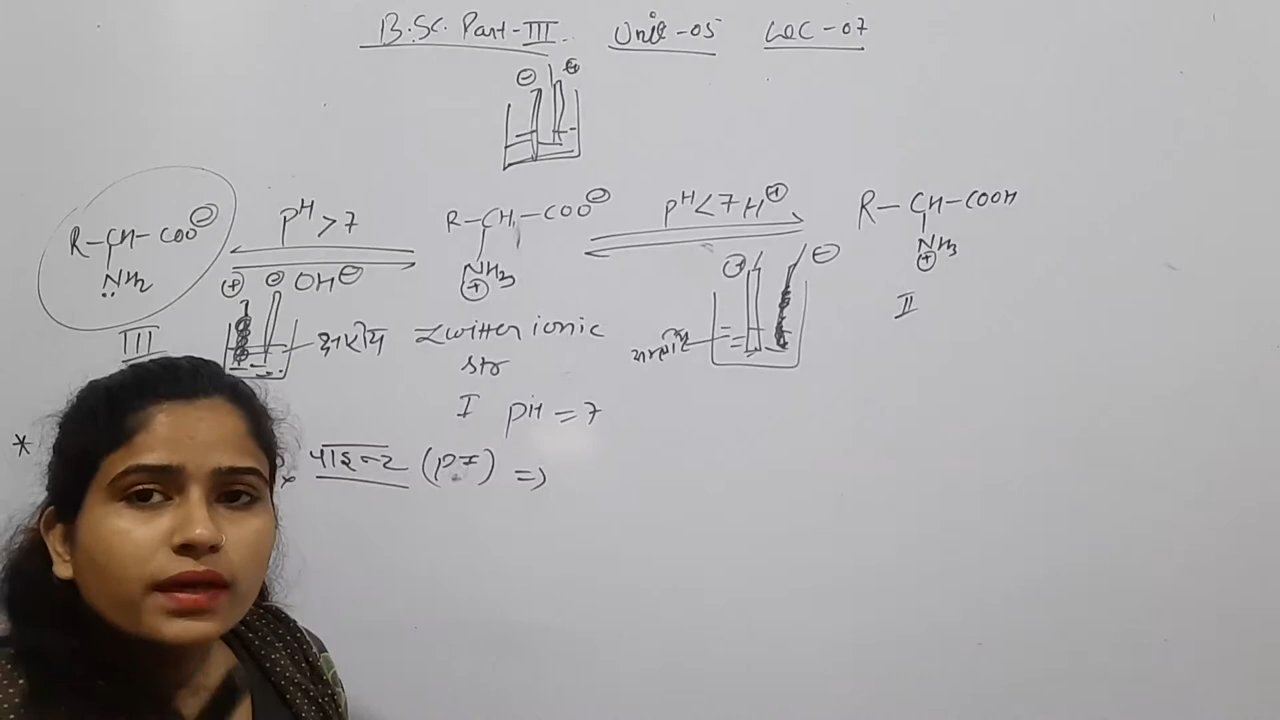 B.Sc. Part-III. Unit-05 Lec-07
⊖ ⊕
R-CH-COO⊖ pH>7 R-CH-COO⊖ pH<7 H⊕ R-CH-COOH
NH2 OH⊖ NH3 NH3
⊕ ⊖ ⊕ ⊕ ⊖ ⊕
III क्षारीय Zwitter ionic अम्लीय II
str
I pH = 7
* पाइन्ट (pI) =>